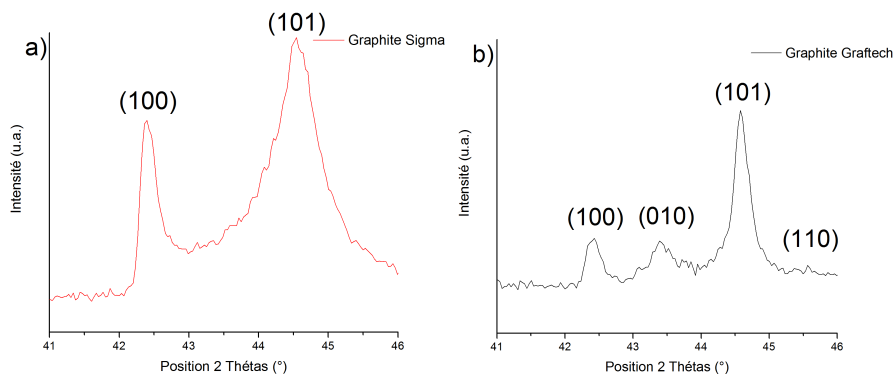 a)
(100)
(101)
Graphite Sigma
Intensité (u.a.)
41 42 43 44 45 46
Position 2 Thétas (°)
b)
Graphite Graftech
(100)
(010)
(101)
(110)
Intensité (u.a.)
41 42 43 44 45 46
Position 2 Thétas (°)